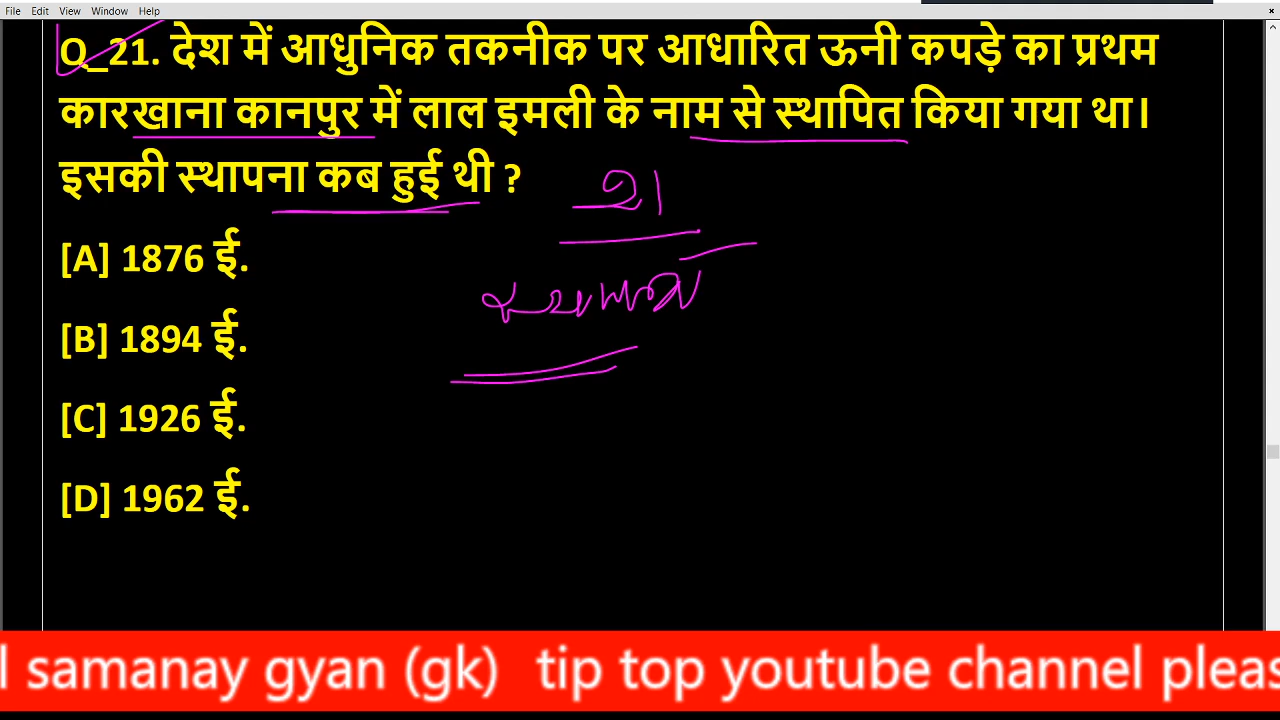 File Edit View Window Help
Q_21. देश में आधुनिक तकनीक पर आधारित ऊनी कपड़े का प्रथम
कारखाना कानपुर में लाल इमली के नाम से स्थापित किया गया था।
इसकी स्थापना कब हुई थी ?
21
[A] 1876 ई.
[B] 1894 ई.
[C] 1926 ई.
[D] 1962 ई.
samanay gyan (gk) tip top youtube channel